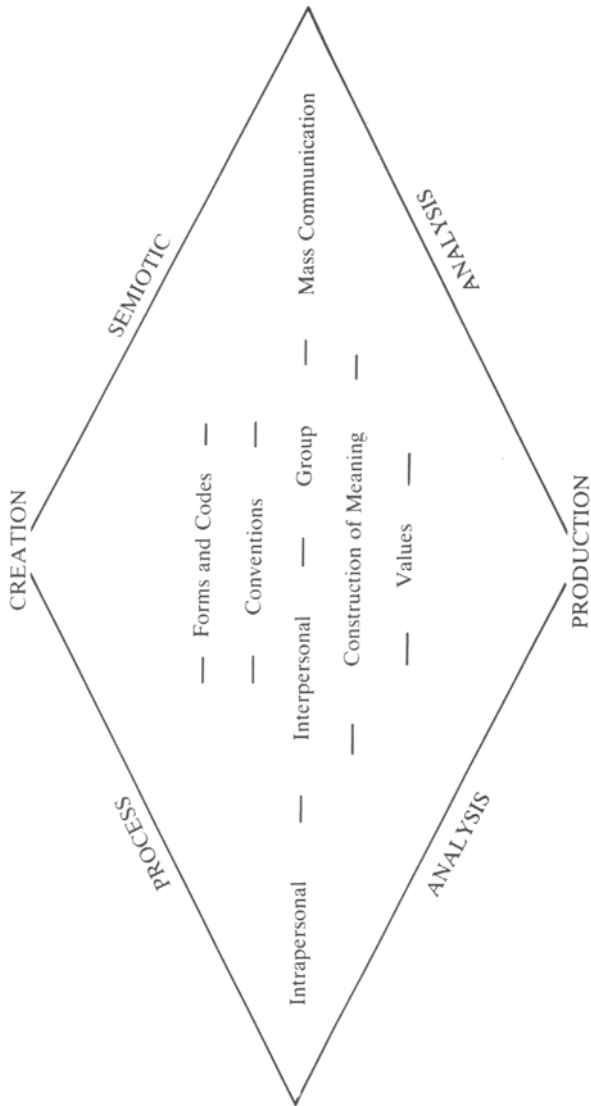 CREATION
PROCESS
SEMIOTIC
— Forms and Codes —
— Conventions —
Intrapersonal — Interpersonal — Group — Mass Communication
— Construction of Meaning —
— Values —
ANALYSIS
ANALYSIS
PRODUCTION